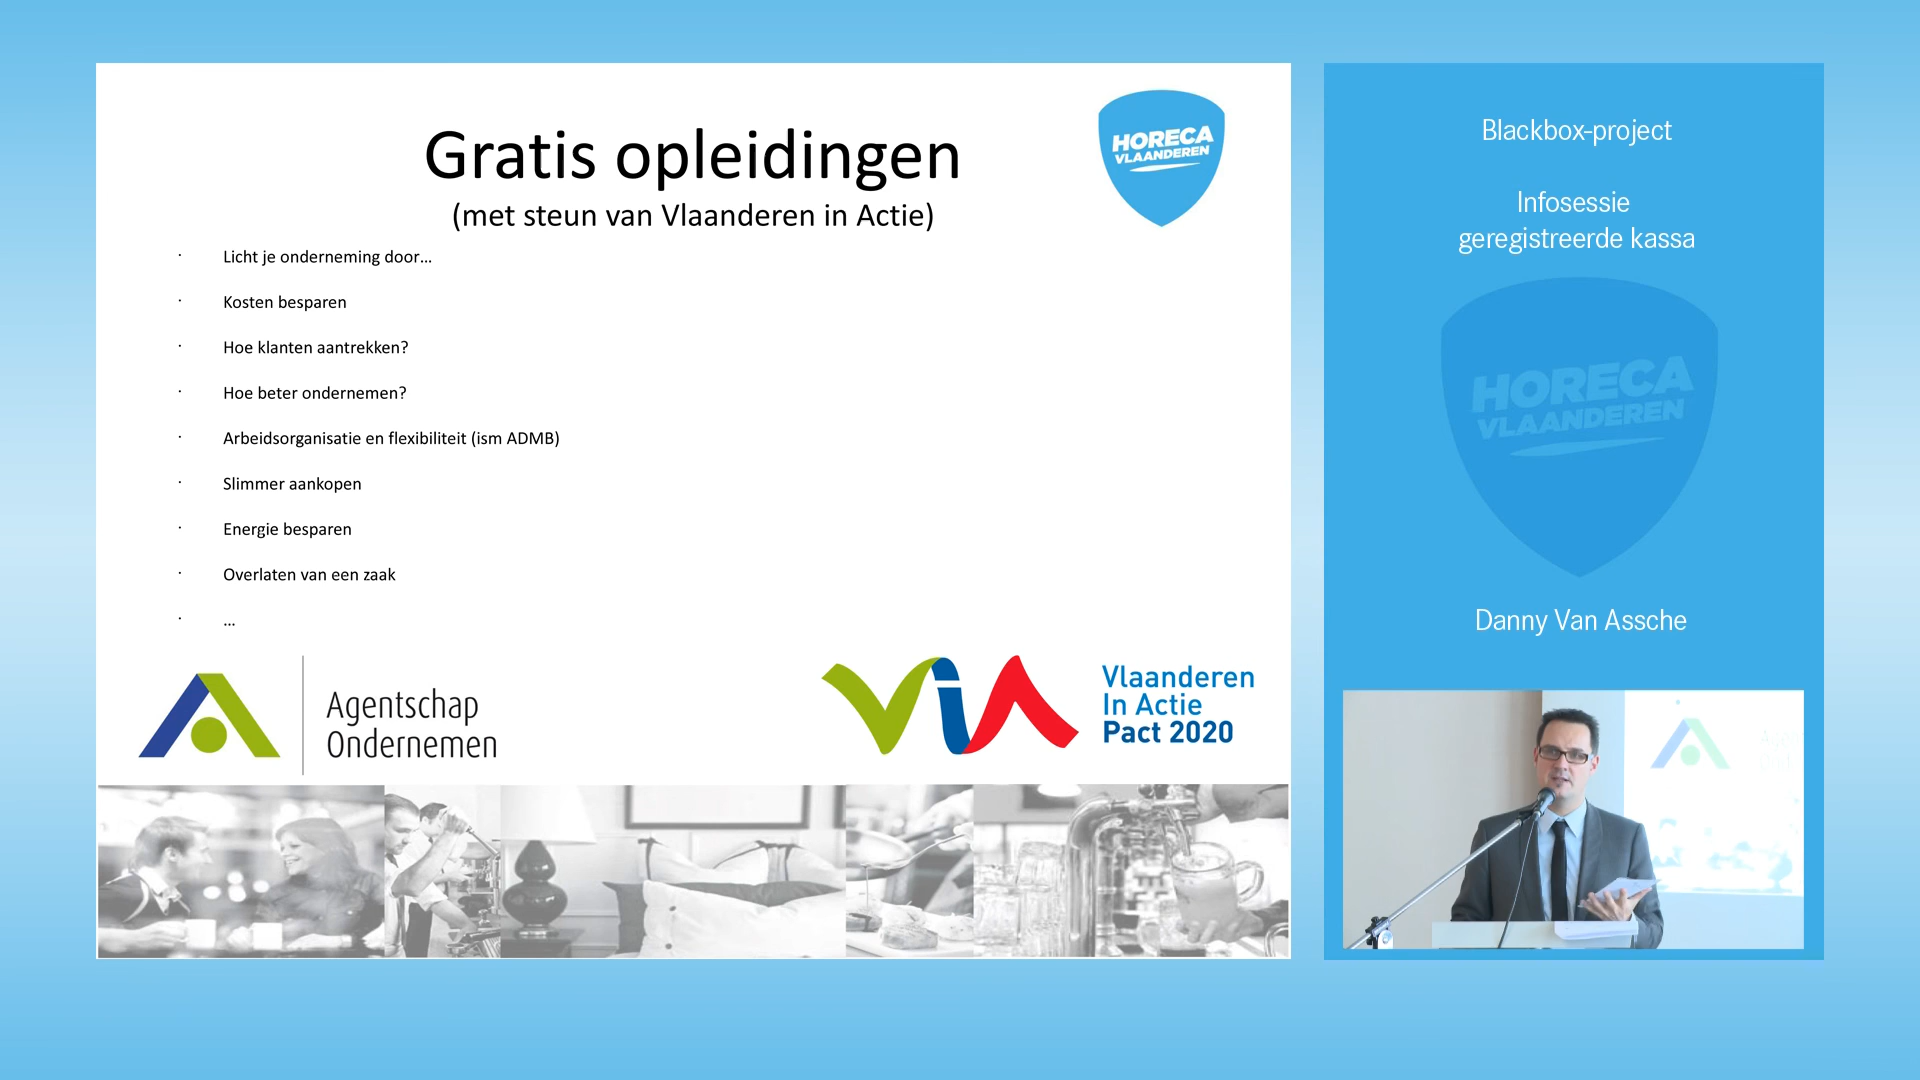 Gratis opleidingen
(met steun van Vlaanderen in Actie)
HORECA
VLAANDEREN
· Licht je onderneming door...
· Kosten besparen
· Hoe klanten aantrekken?
· Hoe beter ondernemen?
· Arbeidsorganisatie en flexibiliteit (ism ADMB)
· Slimmer aankopen
· Energie besparen
· Overlaten van een zaak
· ...
Agentschap
Ondernemen
ViA
Vlaanderen
In Actie
Pact 2020
Blackbox-project
Infosessie
geregistreerde kassa
HORECA
VLAANDEREN
Danny Van Assche